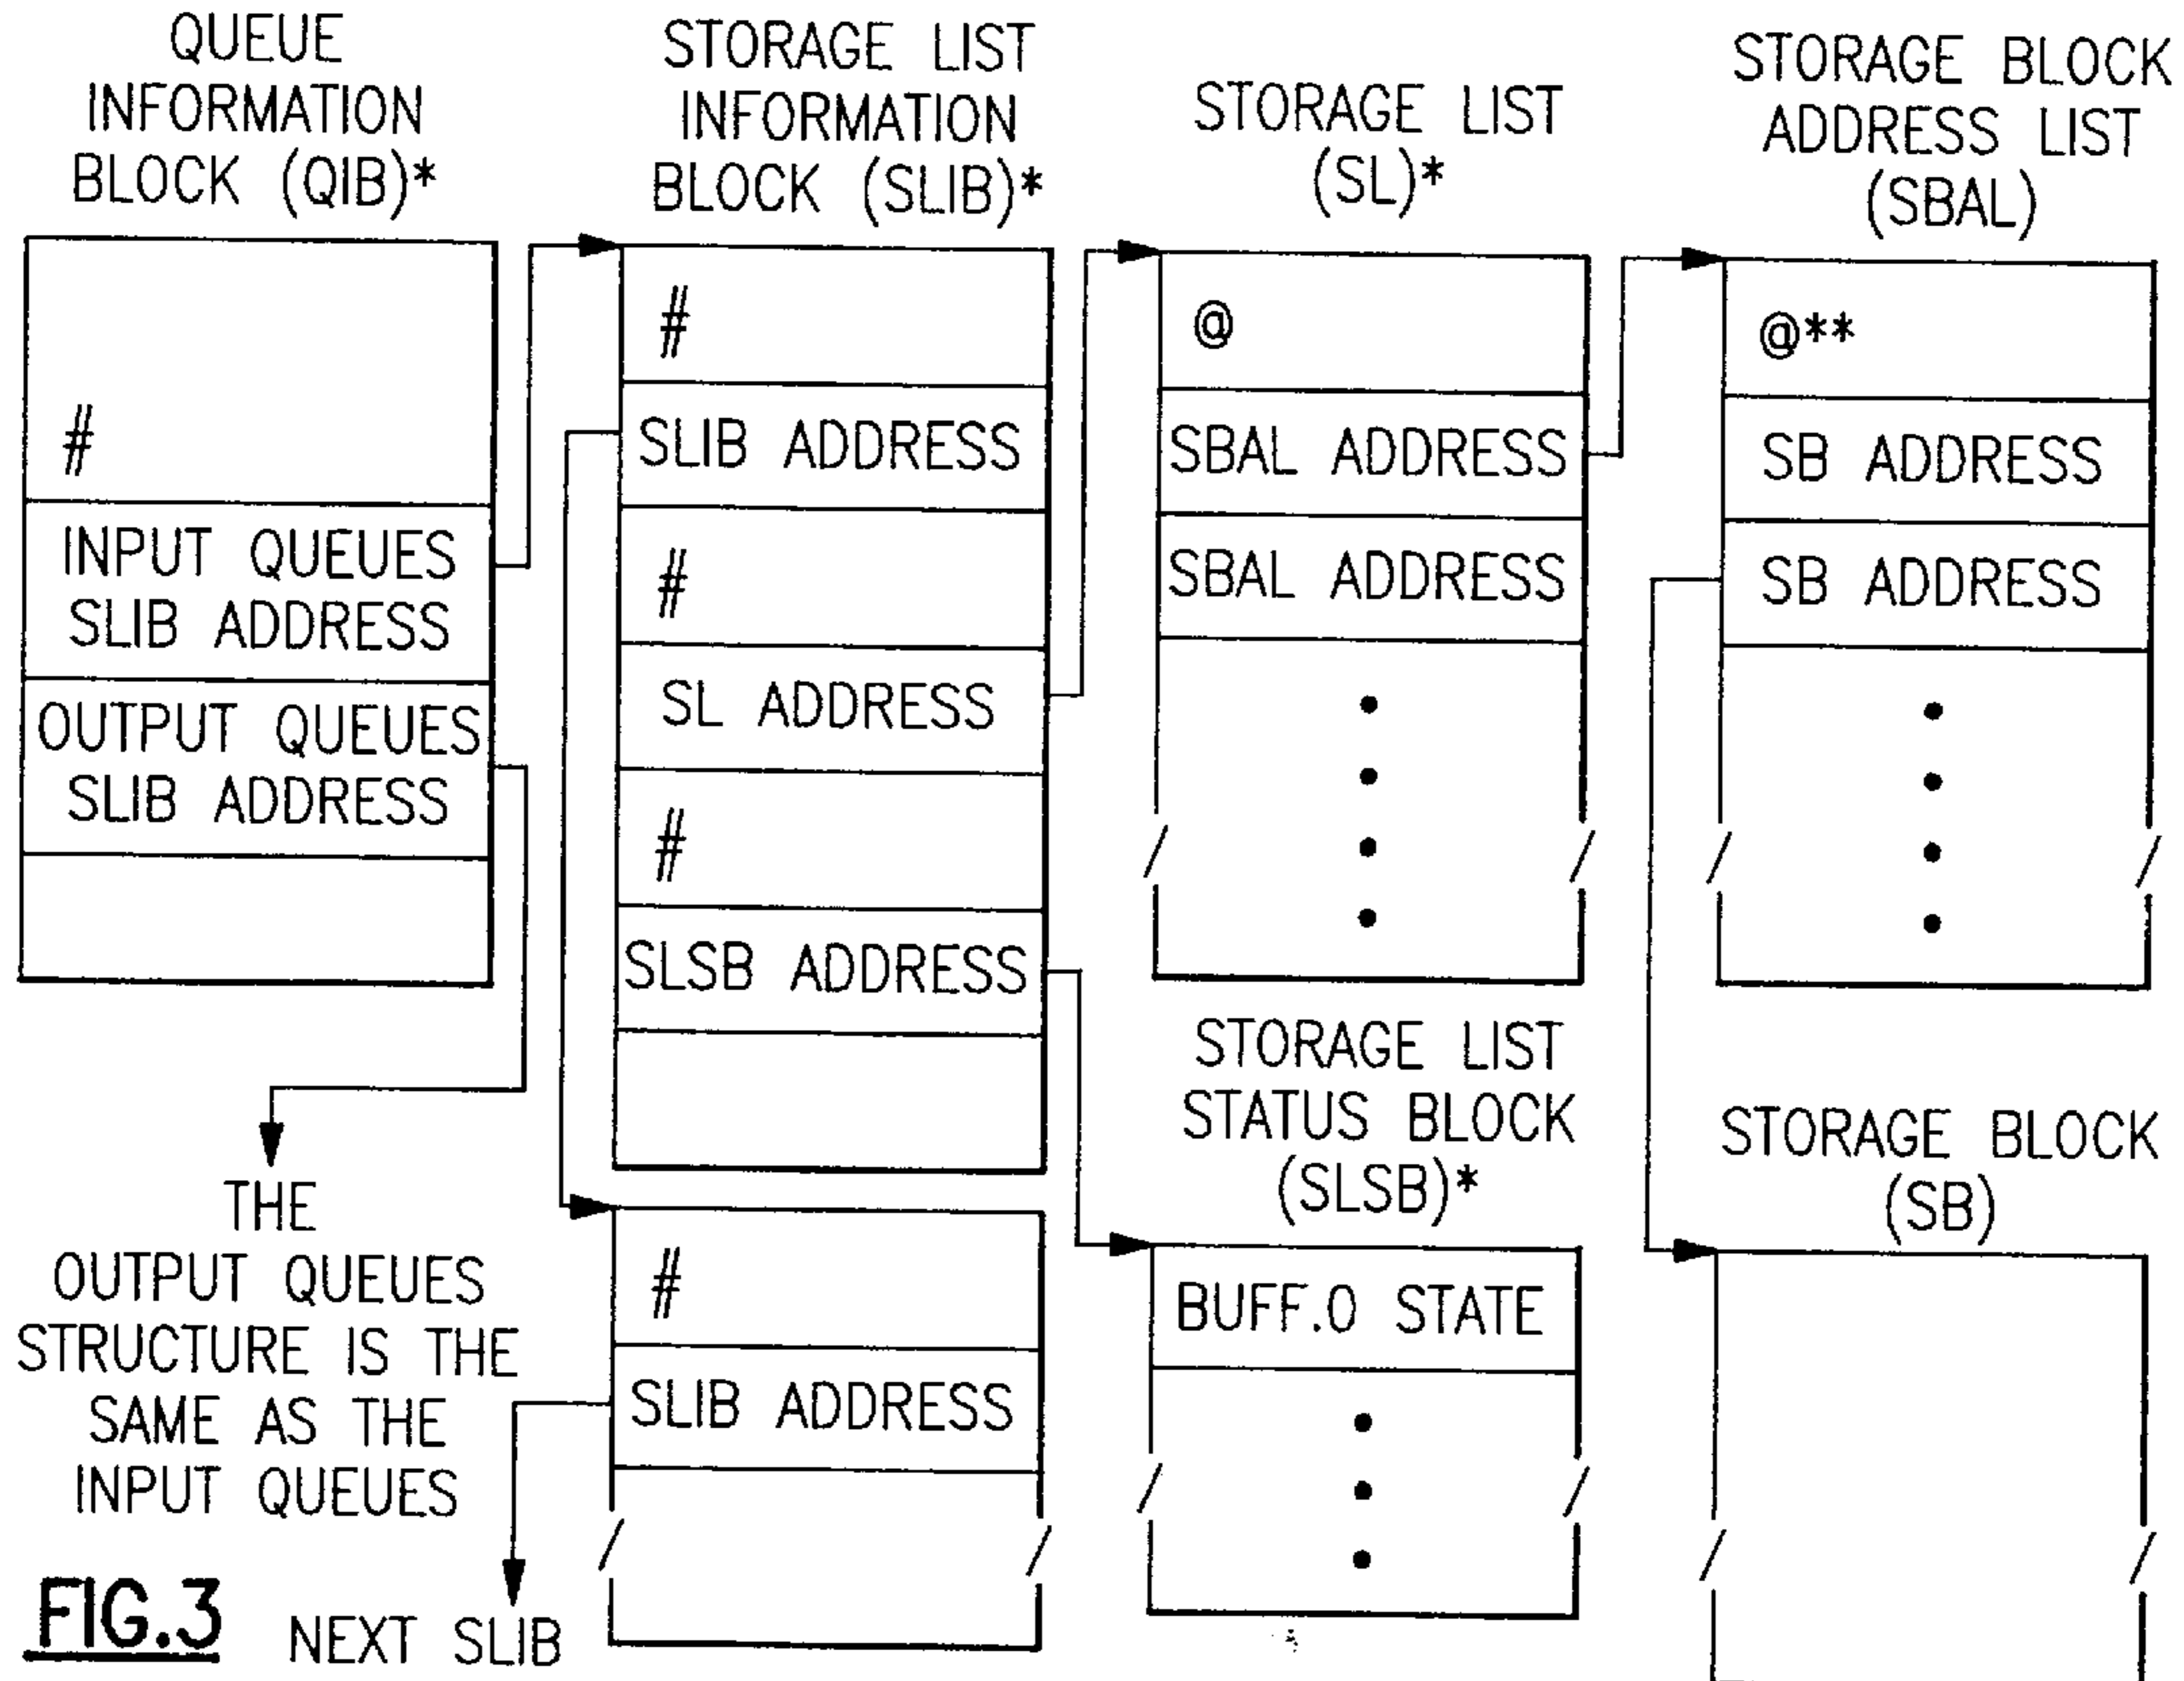 QUEUE
INFORMATION
BLOCK (QIB)*
#
INPUT QUEUES
SLIB ADDRESS
OUTPUT QUEUES
SLIB ADDRESS
THE
OUTPUT QUEUES
STRUCTURE IS THE
SAME AS THE
INPUT QUEUES
STORAGE LIST
INFORMATION
BLOCK (SLIB)*
#
SLIB ADDRESS
#
SL ADDRESS
#
SLSB ADDRESS
#
SLIB ADDRESS
NEXT SLIB
STORAGE LIST
(SL)*
@
SBAL ADDRESS
SBAL ADDRESS
STORAGE LIST
STATUS BLOCK
(SLSB)*
BUFF.0 STATE
STORAGE BLOCK
ADDRESS LIST
(SBAL)
@**
SB ADDRESS
SB ADDRESS
STORAGE BLOCK
(SB)
FIG.3